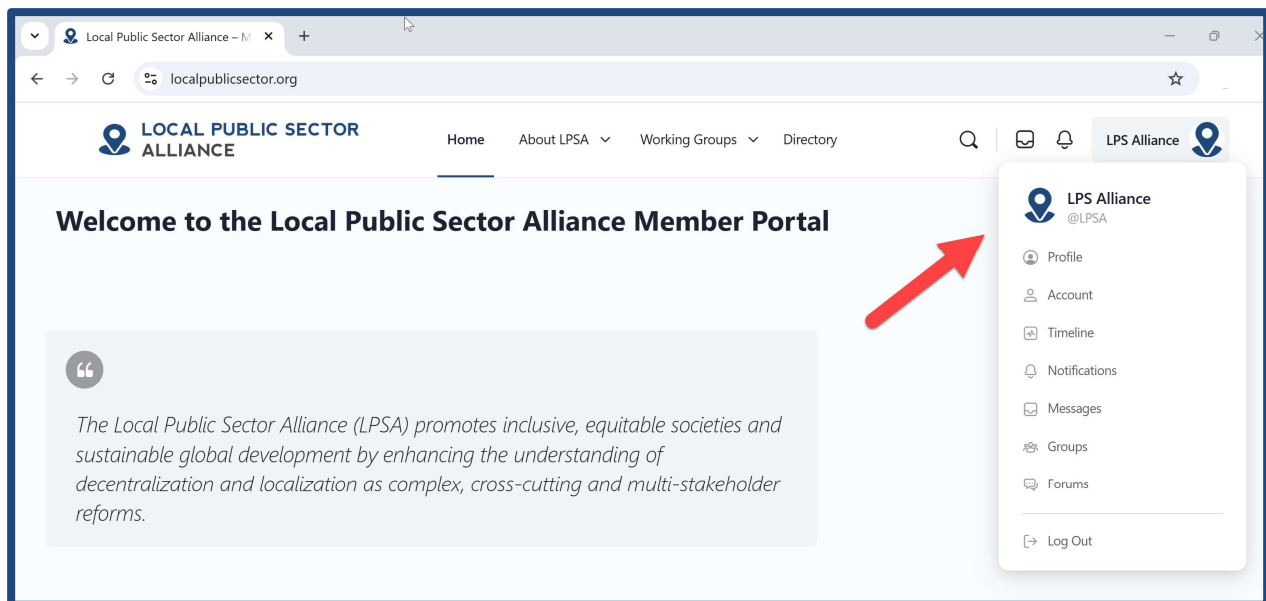 Local Public Sector Alliance – M
localpublicsector.org
LOCAL PUBLIC SECTOR
ALLIANCE
Home About LPSA Working Groups Directory
LPS Alliance
Welcome to the Local Public Sector Alliance Member Portal
The Local Public Sector Alliance (LPSA) promotes inclusive, equitable societies and
sustainable global development by enhancing the understanding of
decentralization and localization as complex, cross-cutting and multi-stakeholder
reforms.
LPS Alliance
@LPSA
Profile
Account
Timeline
Notifications
Messages
Groups
Forums
Log Out